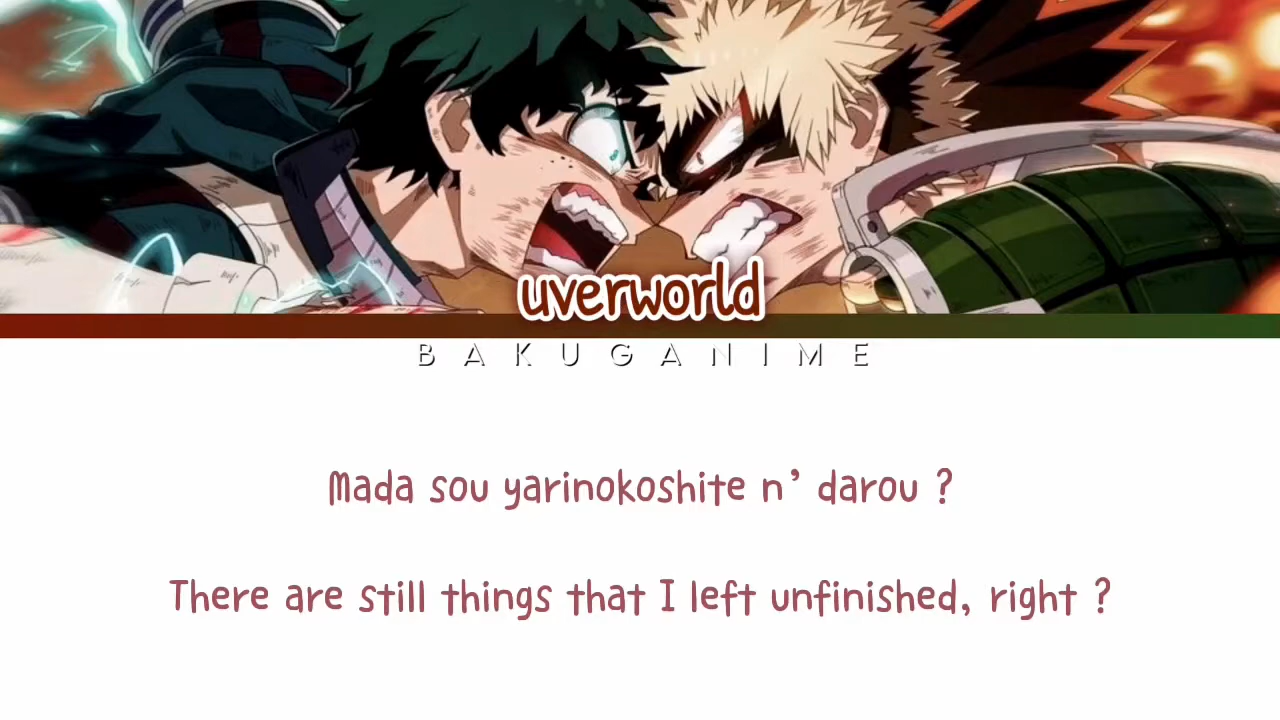 uverworld
BAKUGANIME
Mada sou yarinokoshite n’ darou ?
There are still things that I left unfinished, right ?